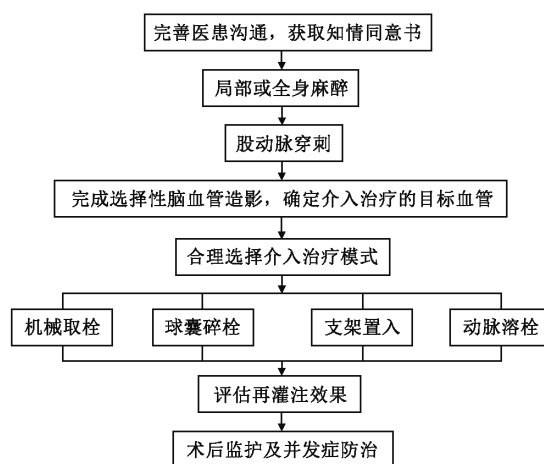 完善医患沟通，获取知情同意书
局部或全身麻醉
股动脉穿刺
完成选择性脑血管造影，确定介入治疗的目标血管
合理选择介入治疗模式
机械取栓
球囊碎栓
支架置入
动脉溶栓
评估再灌注效果
术后监护及并发症防治